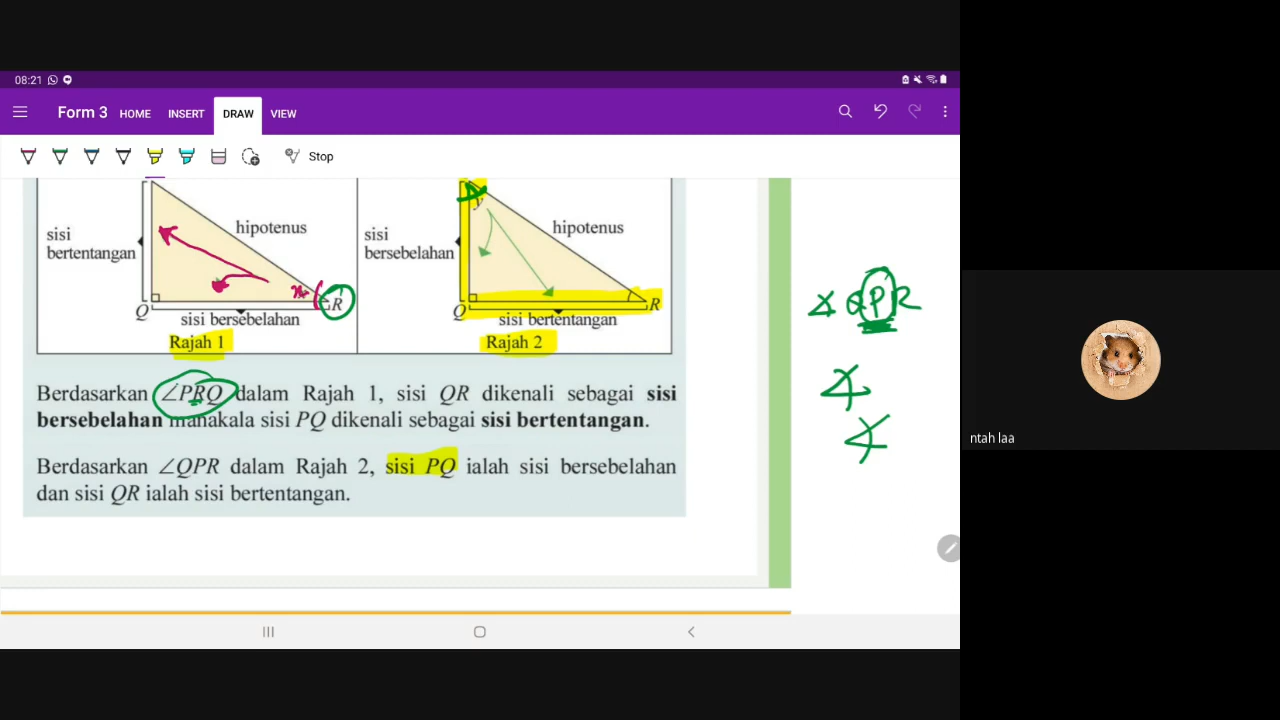 08:21
Form 3 HOME INSERT DRAW VIEW
Stop
sisi bertentangan
hipotenus
Q
R
sisi bersebelahan
Rajah 1
sisi bersebelahan
y
hipotenus
Q
R
sisi bertentangan
Rajah 2
Berdasarkan ∠PRQ dalam Rajah 1, sisi QR dikenali sebagai sisi
bersebelahan manakala sisi PQ dikenali sebagai sisi bertentangan.
Berdasarkan ∠QPR dalam Rajah 2, sisi PQ ialah sisi bersebelahan
dan sisi QR ialah sisi bertentangan.
∡ QPR
∡
∡
ntah laa